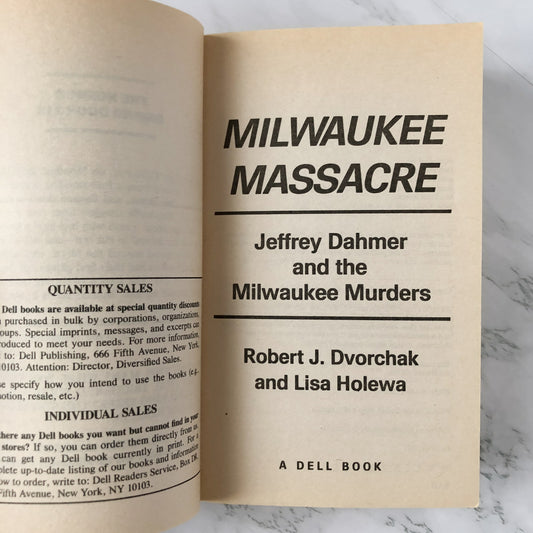 QUANTITY SALES
Dell books are available at special quantity discounts
purchased in bulk by corporations, organizations,
oups. Special imprints, messages, and excerpts can
roduced to meet your needs. For more information,
to: Dell Publishing, 666 Fifth Avenue, New York,
10103. Attention: Director, Diversified Sales.
se specify how you intend to use the books (e.g.,
otion, resale, etc.)
INDIVIDUAL SALES
here any Dell books you want but cannot find in your
stores? If so, you can order them directly from us.
can get any Dell book currently in print. For a
plete up-to-date listing of our books and information
ow to order, write to: Dell Readers Service, Box DR,
Fifth Avenue, New York, NY 10103.
MILWAUKEE
MASSACRE
Jeffrey Dahmer
and the
Milwaukee Murders
Robert J. Dvorchak
and Lisa Holewa
A DELL BOOK